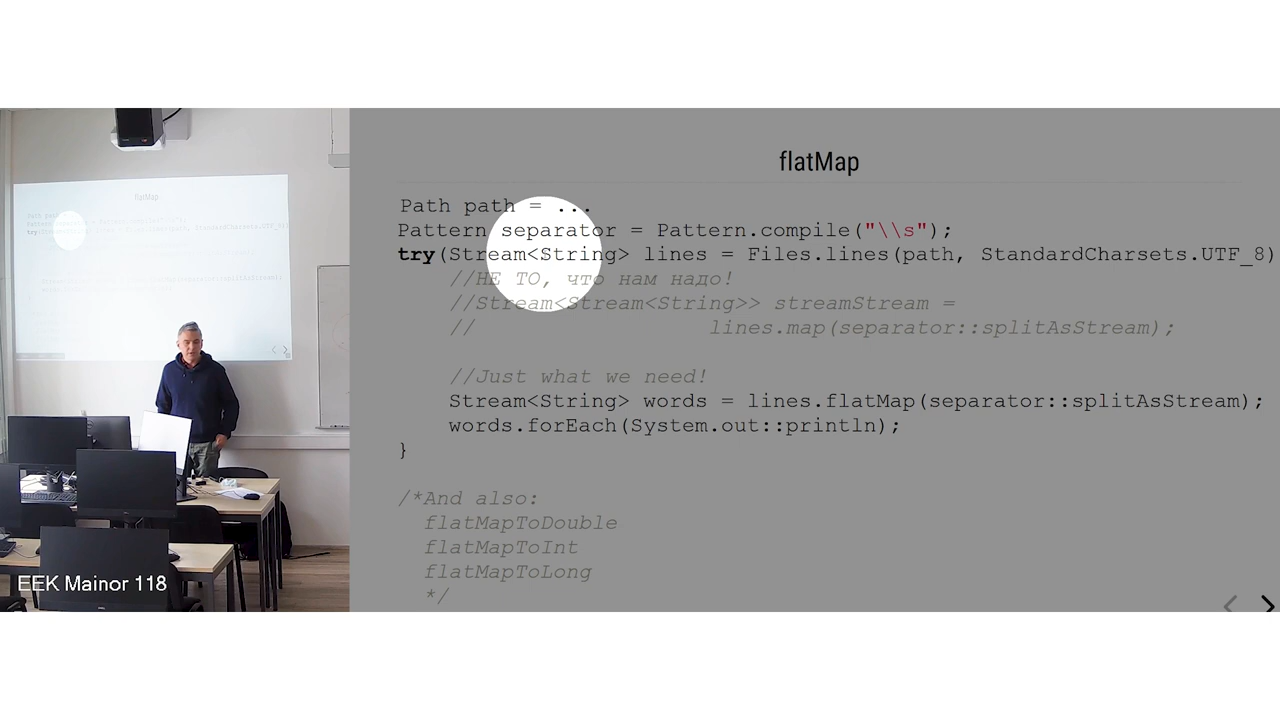 flatMap
Path path = ...
Pattern separator = Pattern.compile("\\s");
try(Stream<String> lines = Files.lines(path, StandardCharsets.UTF_8)
//НЕ ТО, что нам надо!
//Stream<Stream<String>> streamStream =
// lines.map(separator::splitAsStream);
//Just what we need!
Stream<String> words = lines.flatMap(separator::splitAsStream);
words.forEach(System.out::println);
}
/*And also:
flatMapToDouble
flatMapToInt
flatMapToLong
*/
flatMap
EEK Mainor 118